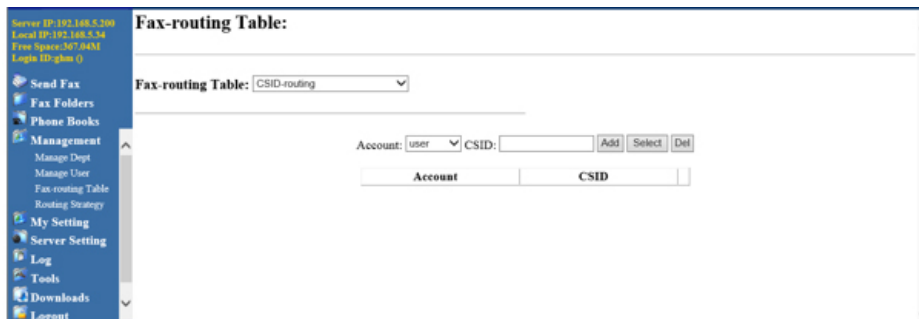 Server IP:192.168.5.200
Local IP:192.168.5.34
Free Space:367.04M
Login ID:ghm ()
Send Fax
Fax Folders
Phone Books
Management
Manage Dept
Manage User
Fax-routing Table
Routing Strategy
My Setting
Server Setting
Log
Tools
Downloads
Logout
Fax-routing Table:
Fax-routing Table: CSID-routing
Account: user CSID: Add Select Del
Account CSID